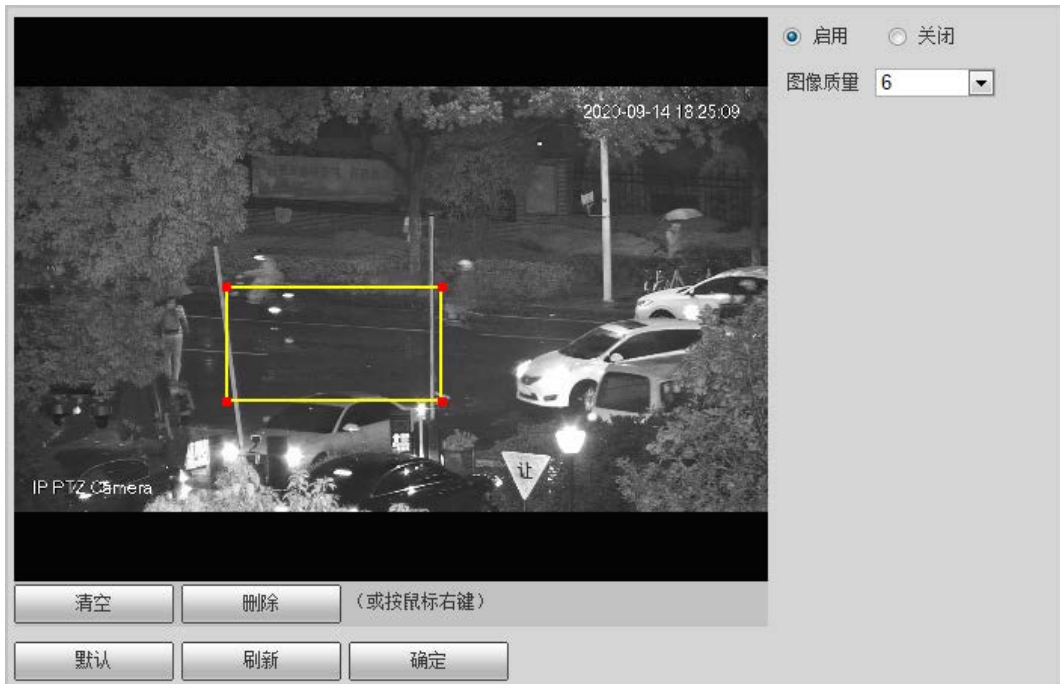 启用
关闭
图像质量 6
2020-09-14 18:25:09
让
IP PTZ Camera
清空
删除
(或按鼠标右键)
默认
刷新
确定